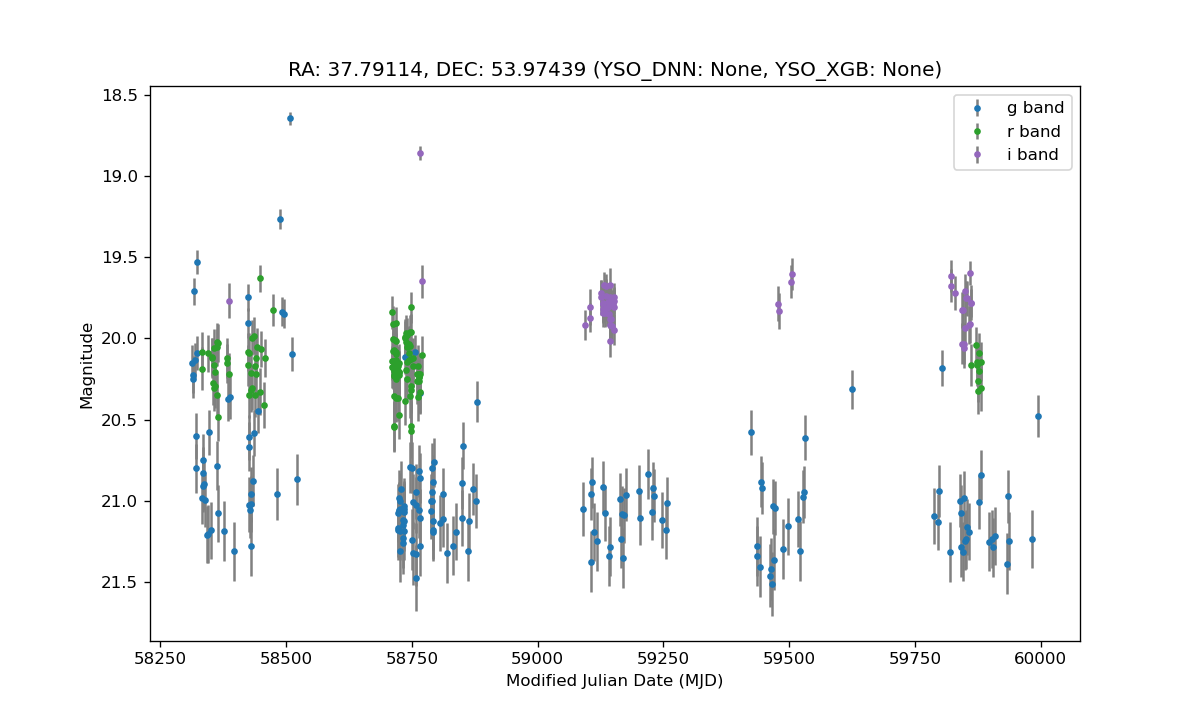 RA: 37.79114, DEC: 53.97439 (YSO_DNN: None, YSO_XGB: None)
g band
r band
i band
18.5
19.0
19.5
20.0
20.5
21.0
21.5
Magnitude
58250 58500 58750 59000 59250 59500 59750 60000
Modified Julian Date (MJD)